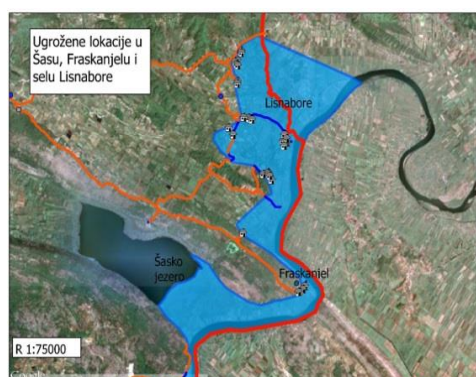 Ugrožene lokacije u
Šasu, Fraskanjelu i
selu Lisnabore
Lisnabore
Šasko
jezero
Fraskanjel
R 1:75000